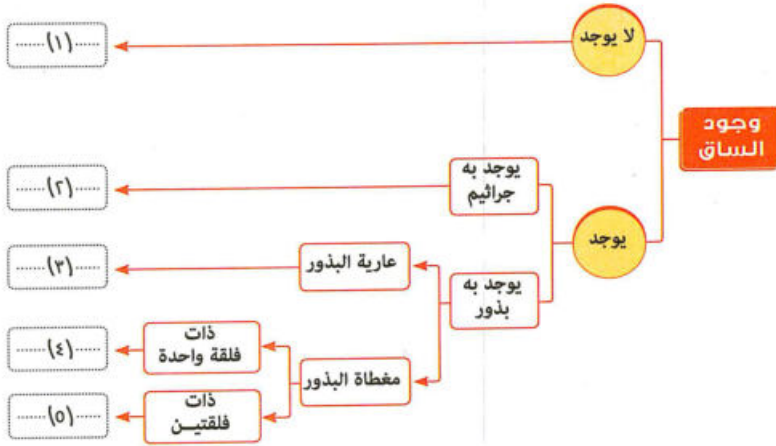 وجود
الساق
لا يوجد
......(١)......
يوجد
يوجد به
جراثيم
......(٢)......
يوجد به
بذور
عارية البذور
......(٣)......
مغطاة البذور
ذات
فلقة واحدة
......(٤)......
ذات
فلقتيـــن
......(٥)......